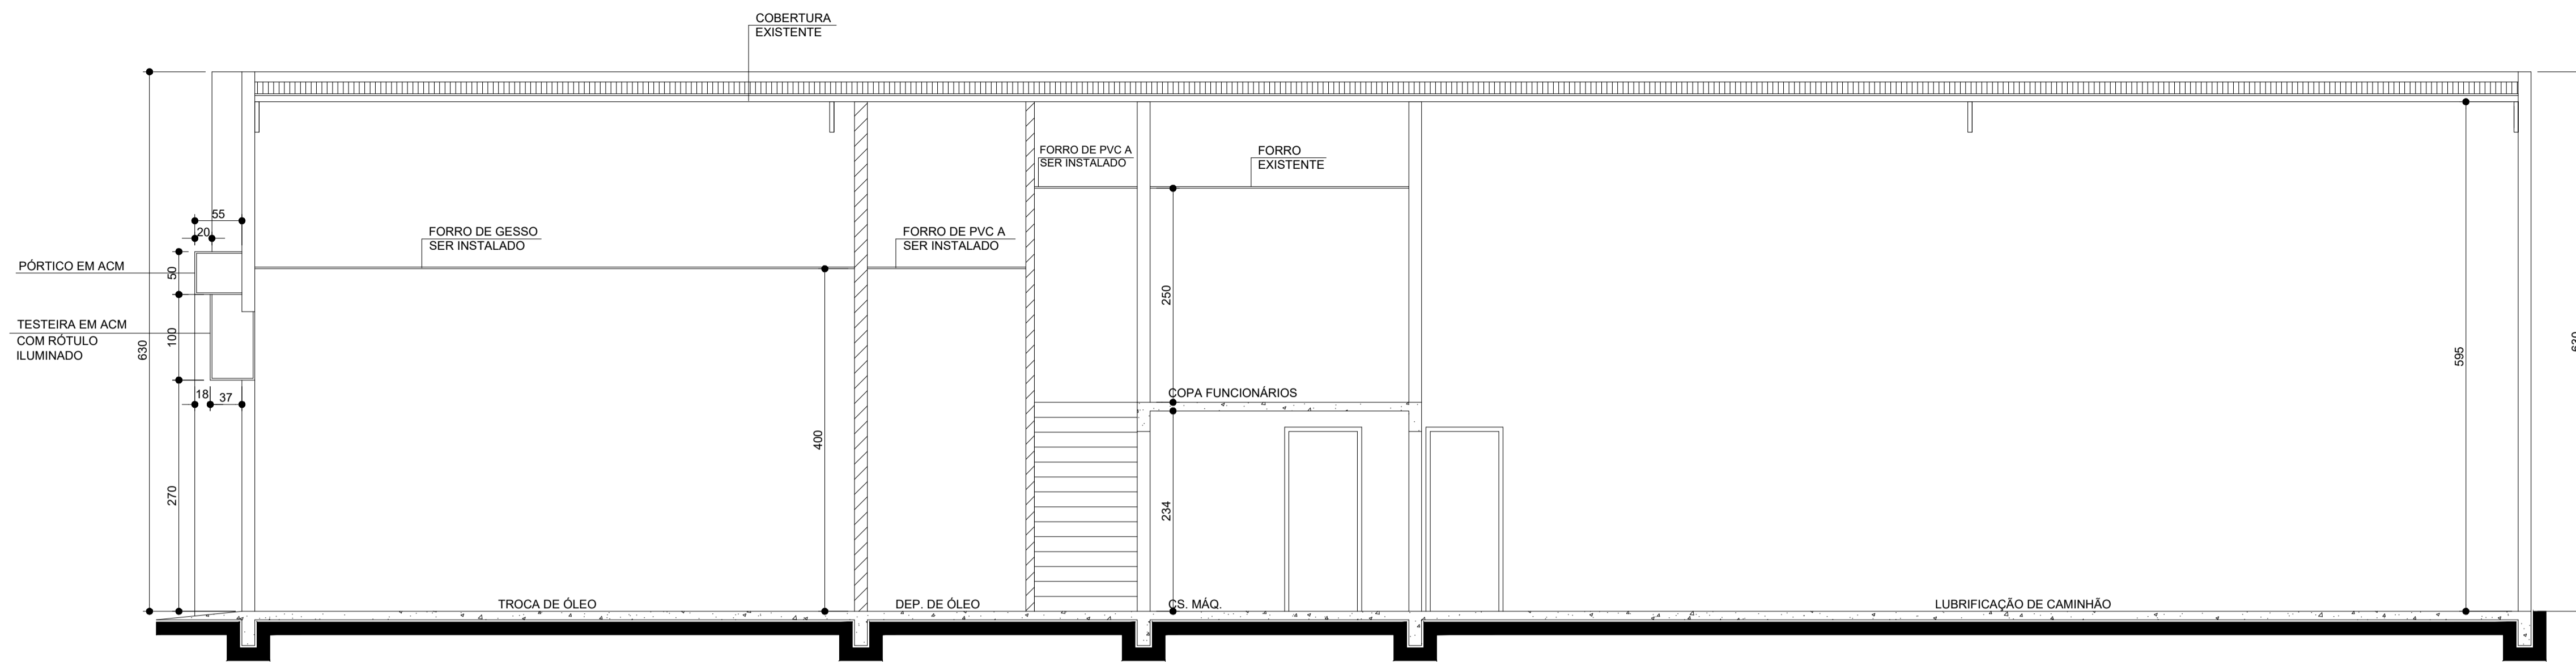 COBERTURA
EXISTENTE
FORRO DE PVC A
SER INSTALADO
FORRO
EXISTENTE
55
20
FORRO DE GESSO
SER INSTALADO
FORRO DE PVC A
SER INSTALADO
PÓRTICO EM ACM
50
250
TESTEIRA EM ACM
COM RÓTULO
ILUMINADO
100
630
595
630
18
37
COPA FUNCIONÁRIOS
400
270
234
TROCA DE ÓLEO
DEP. DE ÓLEO
CS. MÁQ.
LUBRIFICAÇÃO DE CAMINHÃO